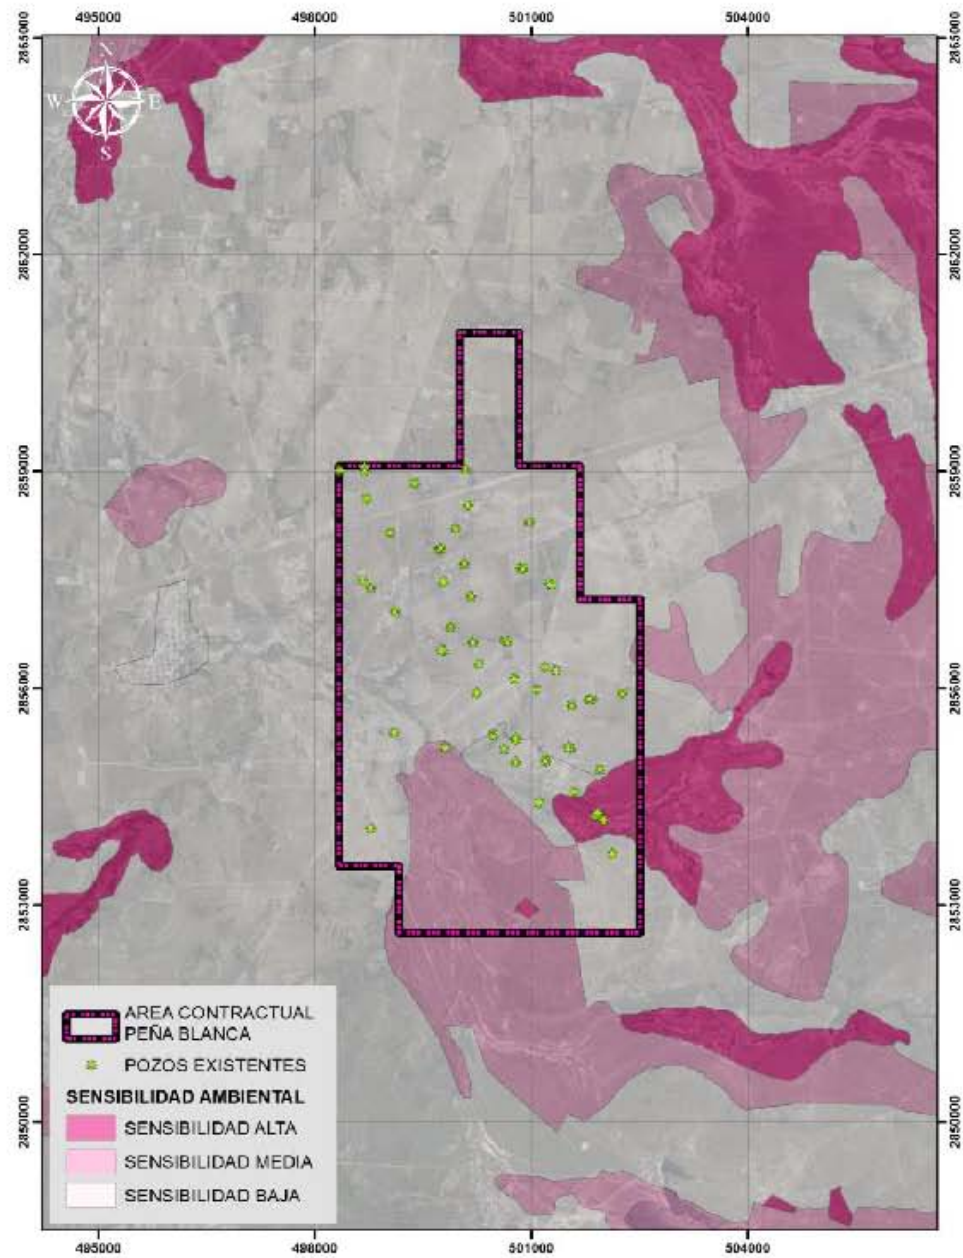 495000 498000 501000 504000
2865000 2865000
N
W E
S
2862000 2862000
2859000 2859000
2856000 2856000
2853000 2853000
2850000 2850000
AREA CONTRACTUAL
PEÑA BLANCA
POZOS EXISTENTES
SENSIBILIDAD AMBIENTAL
SENSIBILIDAD ALTA
SENSIBILIDAD MEDIA
SENSIBILIDAD BAJA
495000 498000 501000 504000